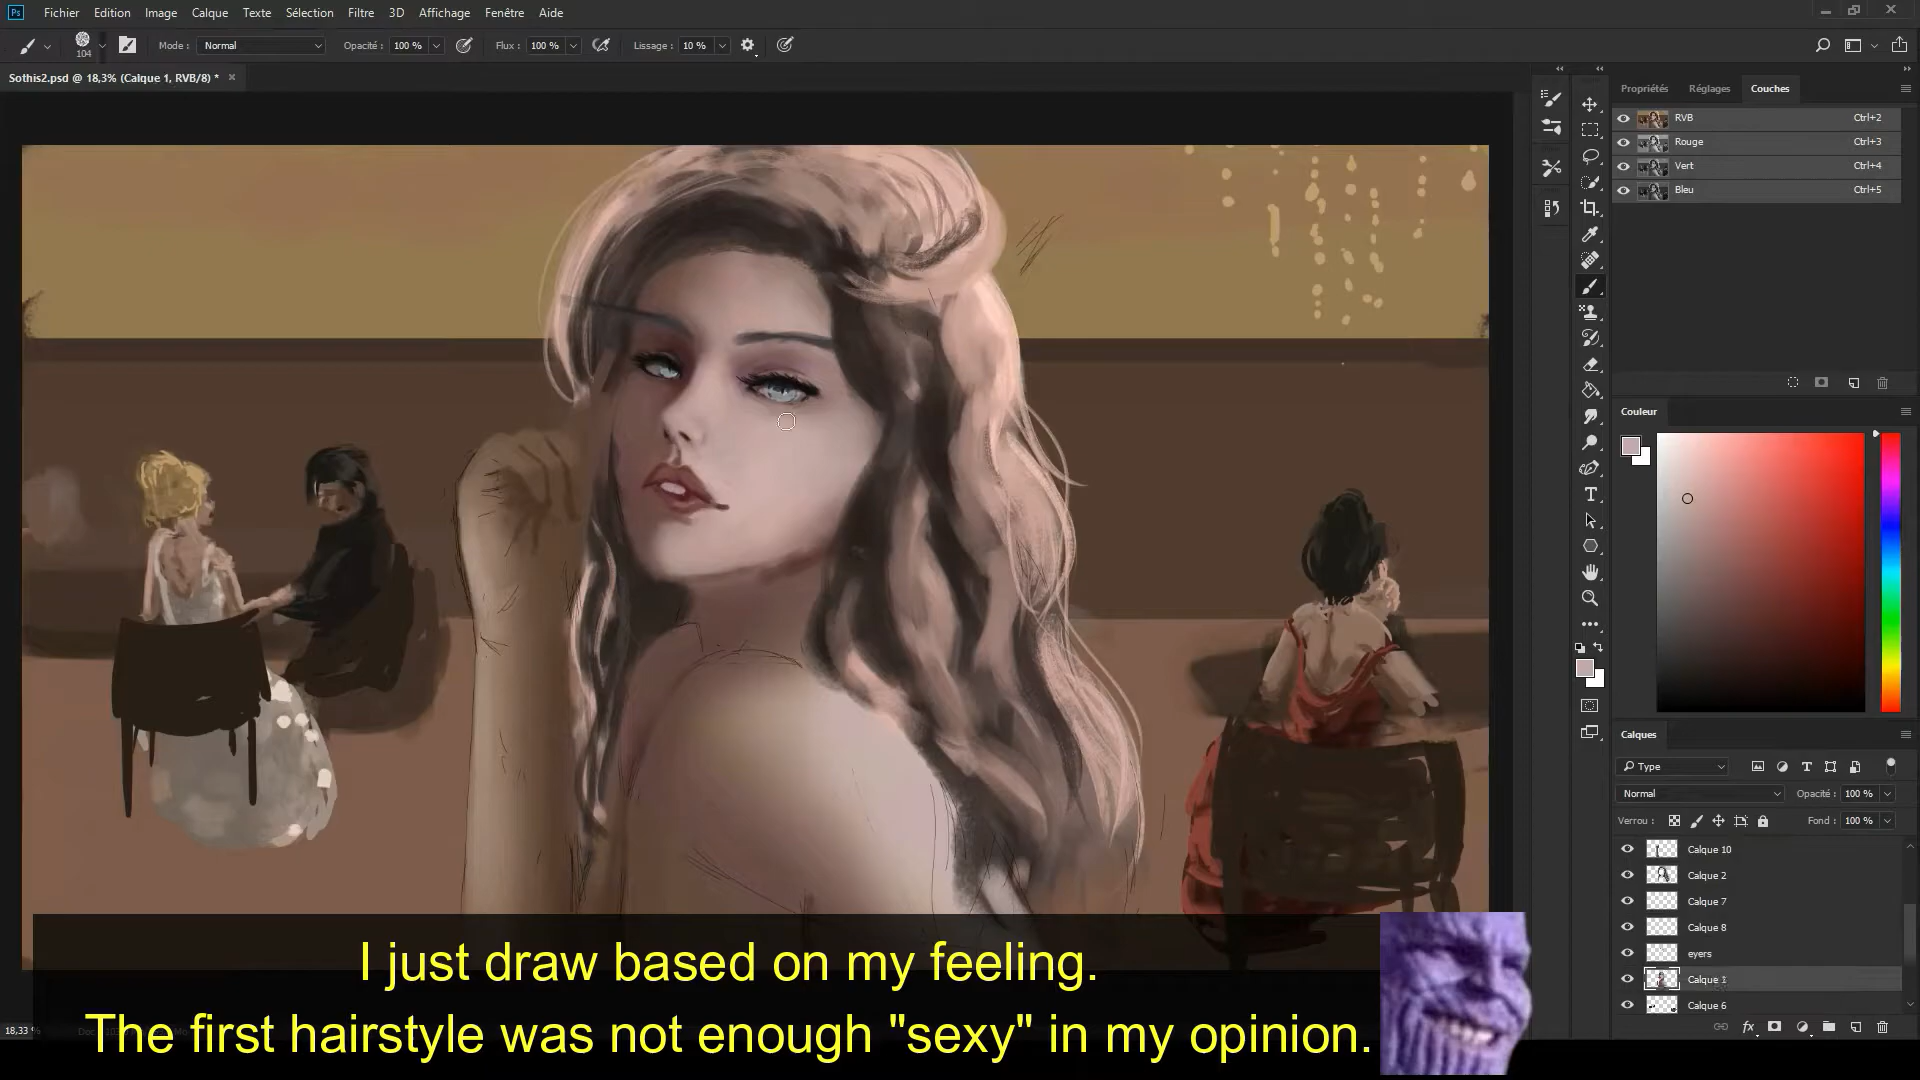 Ps Fichier Edition Image Calque Texte Sélection Filtre 3D Affichage Fenêtre Aide
104 Mode : Normal Opacité : 100 % Flux : 100 % Lissage : 10 %
Sothis2.psd @ 18,3% (Calque 1, RVB/8) *
Propriétés Réglages Couches
RVB Ctrl+2
Rouge Ctrl+3
Vert Ctrl+4
Bleu Ctrl+5
Couleur
Calques
Type
Normal Opacité : 100 %
Verrou : Fond : 100 %
Calque 10
Calque 2
Calque 7
Calque 8
eyers
Calque 1
Calque 6
I just draw based on my feeling.
The first hairstyle was not enough "sexy" in my opinion.
18,33 %